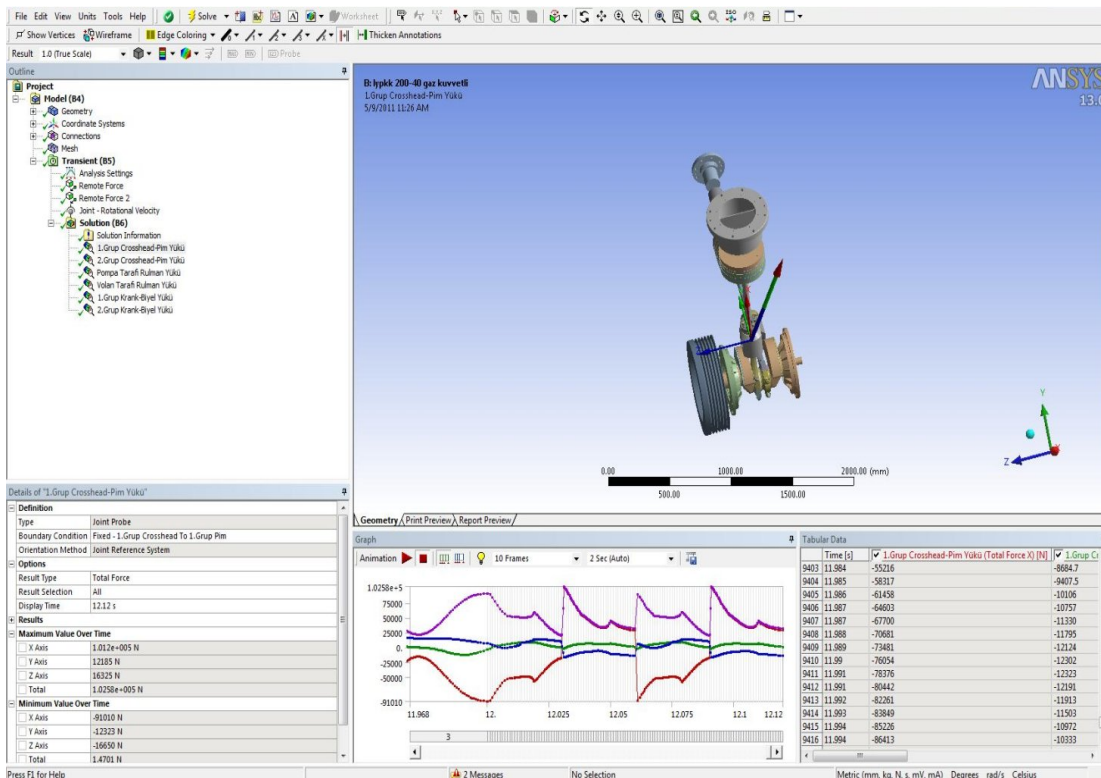 File Edit View Units Tools Help Solve Worksheet
Show Vertices Wireframe Edge Coloring Thicken Annotations
Result 1.0 (True Scale) Probe
Outline
Project
Model (B4)
Geometry
Coordinate Systems
Connections
Mesh
Transient (B5)
Analysis Settings
Remote Force
Remote Force 2
Joint - Rotational Velocity
Solution (B6)
Solution Information
1.Grup Crosshead-Pim Yükü
2.Grup Crosshead-Pim Yükü
Pompa Tarafi Rulman Yükü
Volan Tarafi Rulman Yükü
1.Grup Krank-Biyel Yükü
2.Grup Krank-Biyel Yükü
B: lypkk 200-40 gaz kuvvetli
1.Grup Crosshead-Pim Yükü
5/9/2011 11:26 AM
ANSYS
13.0
Y
Z
0.00 1000.00 2000.00 (mm)
500.00 1500.00
Geometry Print Preview Report Preview
Details of "1.Grup Crosshead-Pim Yükü"
Definition
Type Joint Probe
Boundary Condition Fixed - 1.Grup Crosshead To 1.Grup Pim
Orientation Method Joint Reference System
Options
Result Type Total Force
Result Selection All
Display Time 12.12 s
Results
Maximum Value Over Time
X Axis 1.012e+005 N
Y Axis 12185 N
Z Axis 16325 N
Total 1.0258e+005 N
Minimum Value Over Time
X Axis -91010 N
Y Axis -12323 N
Z Axis -16650 N
Total 1.4701e+005 N
Graph
Animation 10 Frames 2 Sec (Auto)
1.0258e+5
75000
50000
25000
0.
-25000
-50000
-91010
11.968 12. 12.025 12.05 12.075 12.1 12.12
3
Tabular Data
Time [s] 1.Grup Crosshead-Pim Yükü (Total Force X) [N] 1.Grup Cr
9403 11.984 -55216 -8684.7
9404 11.985 -58317 -9407.5
9405 11.986 -61458 -10106
9406 11.987 -64603 -10757
9407 11.987 -67700 -11330
9408 11.988 -70681 -11795
9409 11.989 -73481 -12124
9410 11.99 -76054 -12302
9411 11.991 -78376 -12323
9412 11.991 -80442 -12191
9413 11.992 -82261 -11913
9414 11.993 -83849 -11503
9415 11.994 -85226 -10972
9416 11.994 -86413 -10333
Press F1 for Help 2 Messages No Selection Metric (mm, kg, N, s, mV, mA) Degrees rad/s Celsius